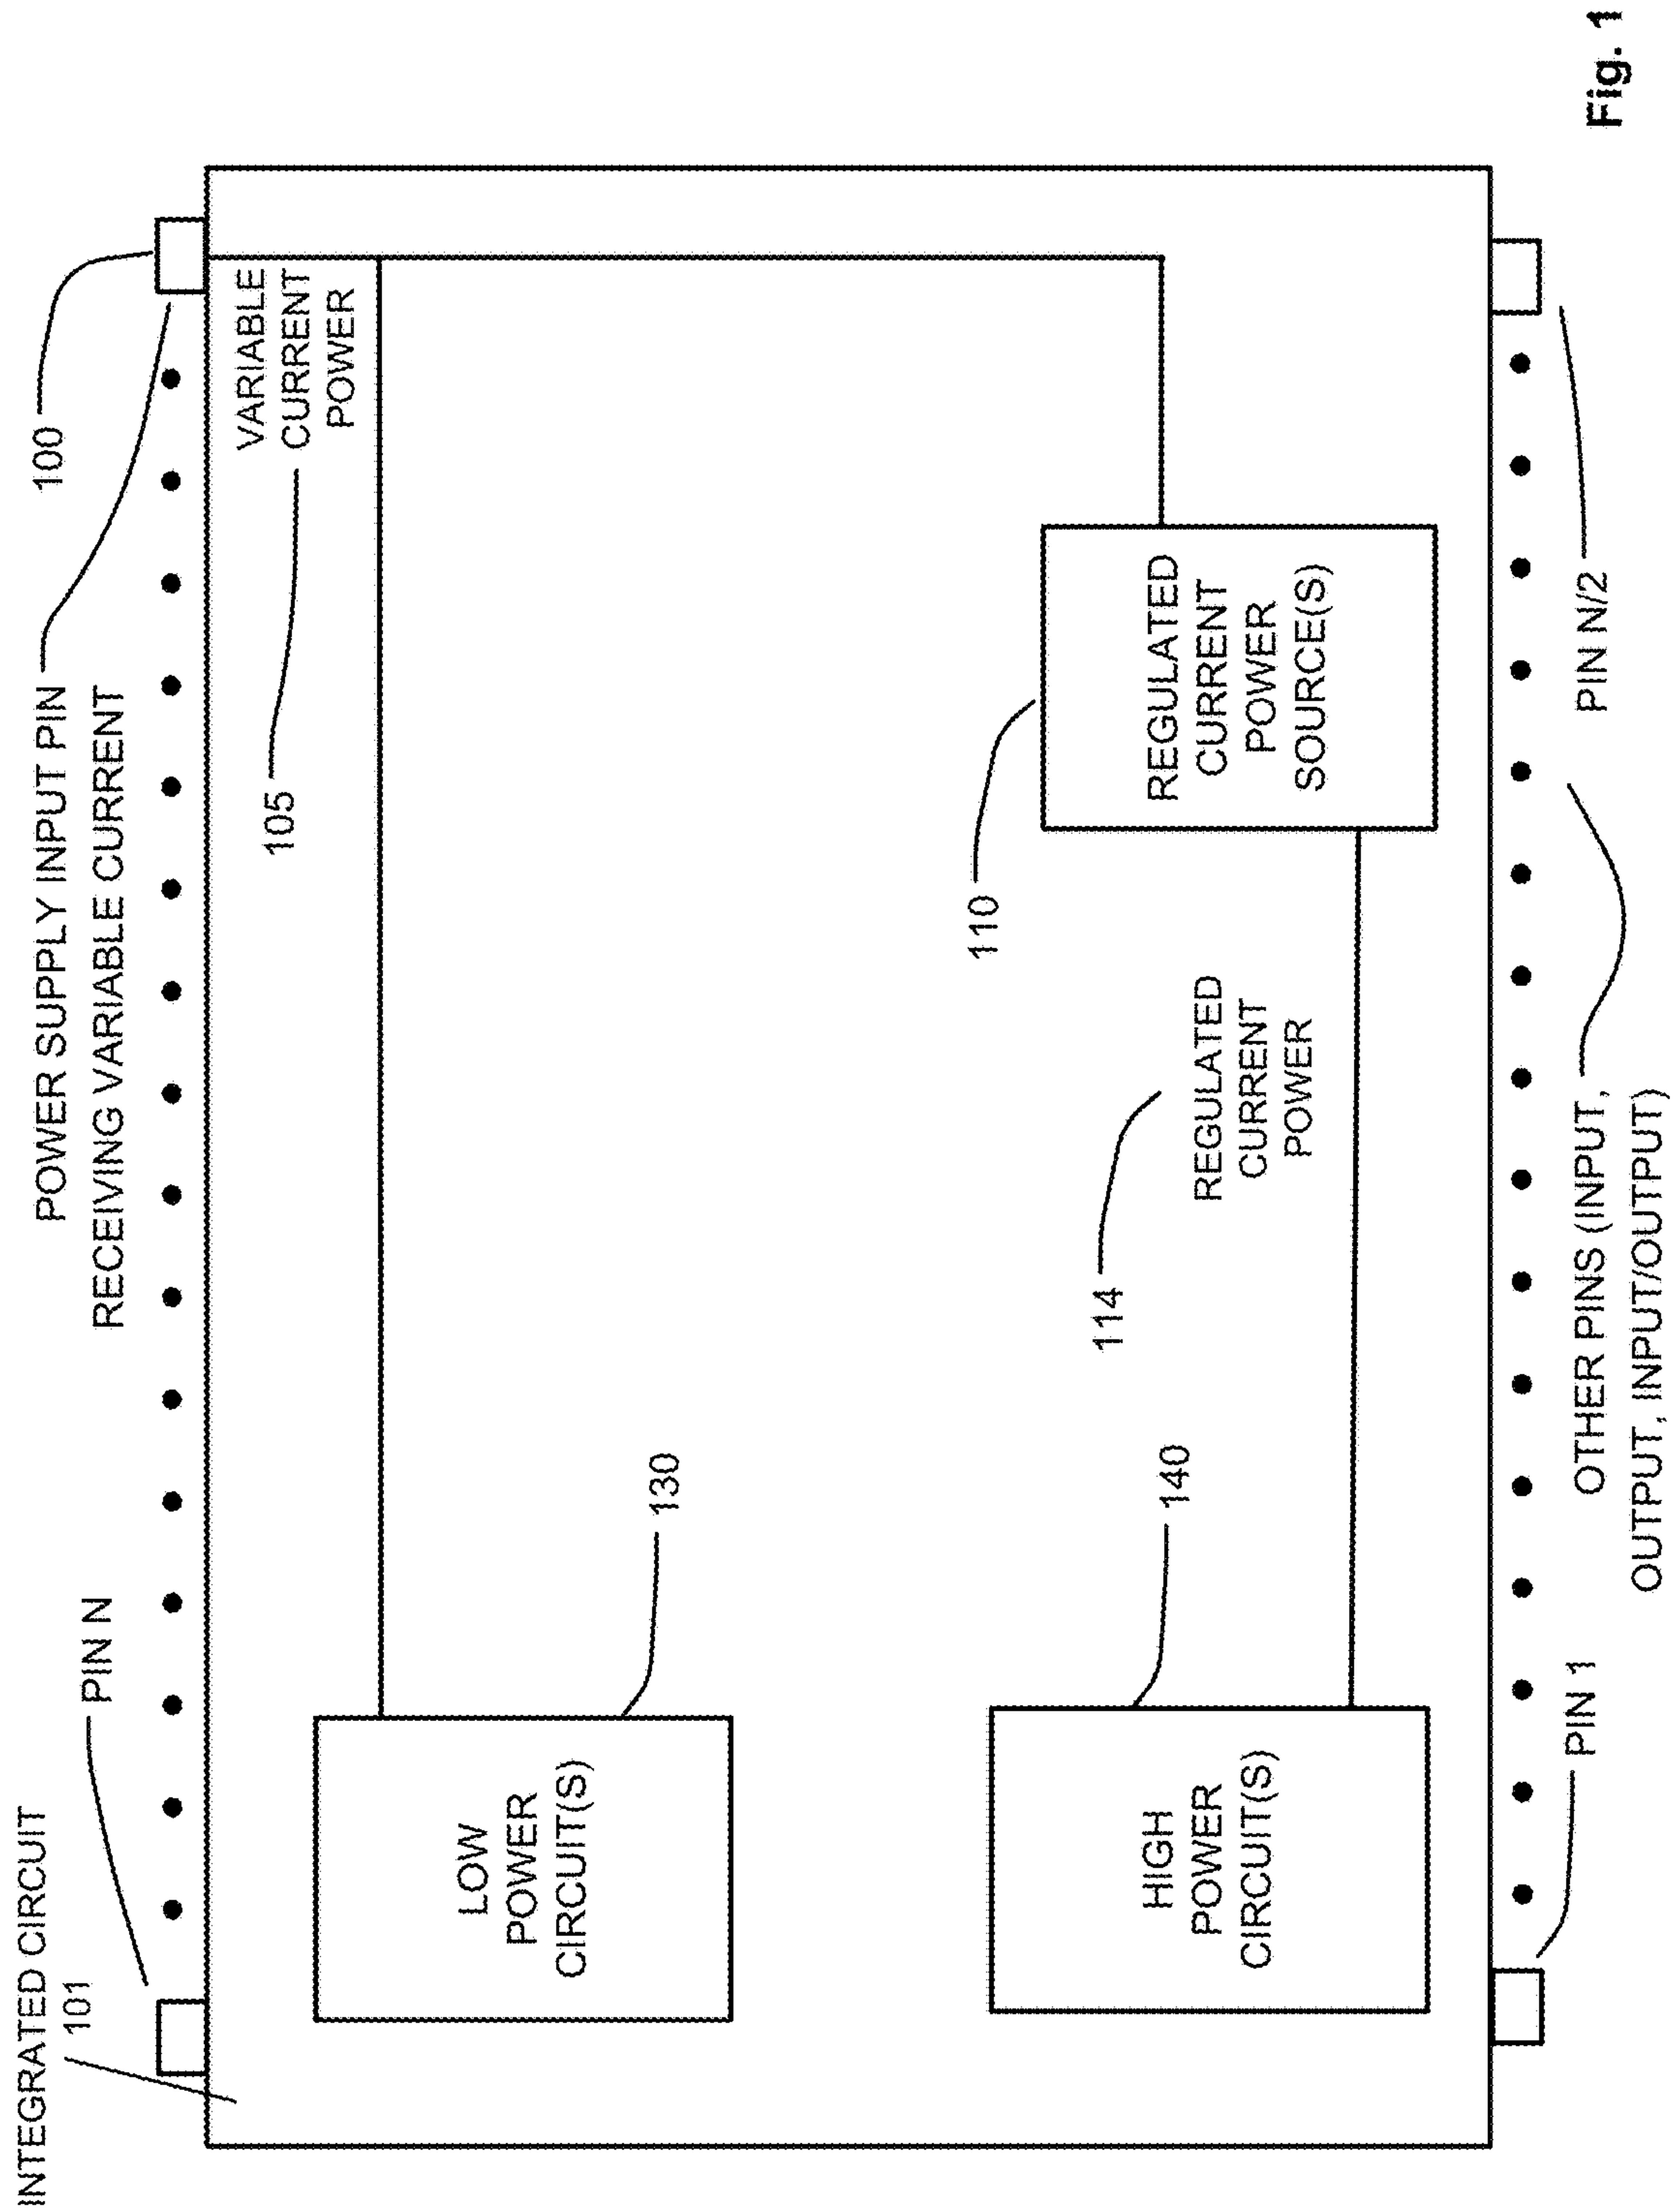 INTEGRATED CIRCUIT
101
PIN N
POWER SUPPLY INPUT PIN
RECEIVING VARIABLE CURRENT
100
105
VARIABLE
CURRENT
POWER
LOW
POWER
CIRCUIT(S)
130
HIGH
POWER
CIRCUIT(S)
140
114
REGULATED
CURRENT
POWER
110
REGULATED
CURRENT
POWER
SOURCE(S)
PIN 1
OTHER PINS (INPUT,
OUTPUT, INPUT/OUTPUT)
PIN N/2
Fig. 1